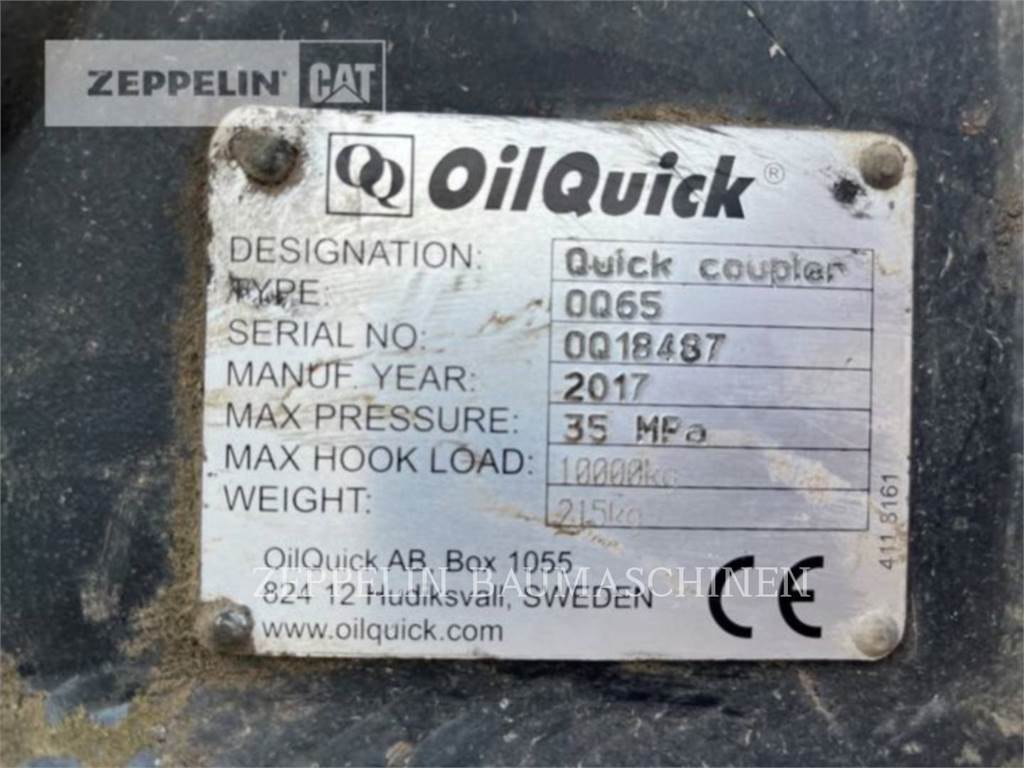 ZEPPELIN CAT
OQ OilQuick®
DESIGNATION: Quick coupler
TYPE: OQ65
SERIAL NO: OQ18487
MANUF. YEAR: 2017
MAX PRESSURE: 35 MPa
MAX HOOK LOAD: 10000kg
WEIGHT: 215kg
411 8161
OilQuick AB, Box 1055
ZEPPELIN BAUMASCHINEN
824 12 Hudiksvall, SWEDEN
www.oilquick.com
CE